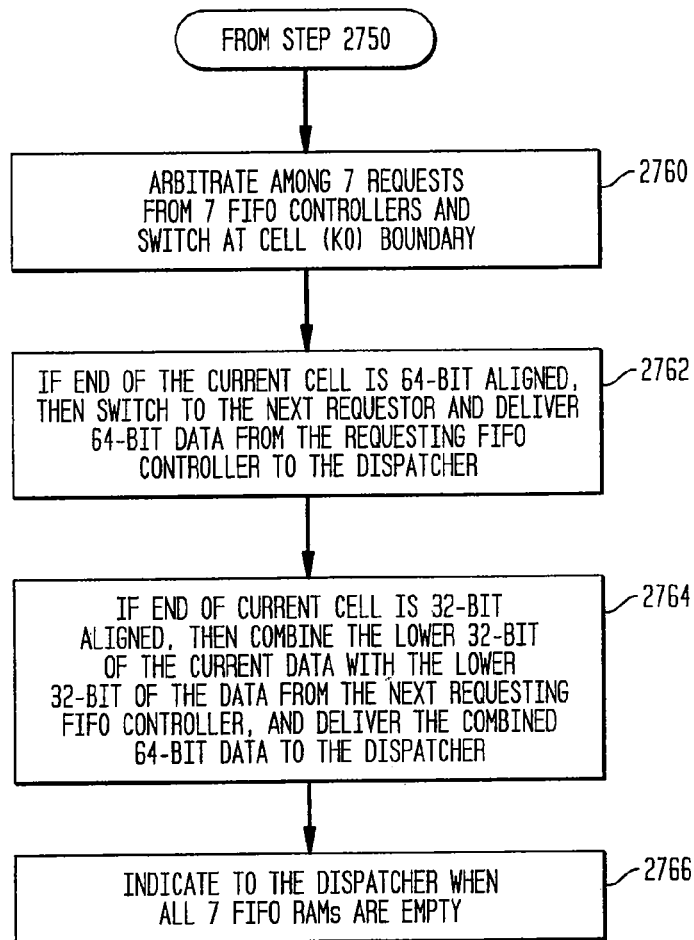 FROM STEP 2750
ARBITRATE AMONG 7 REQUESTS
FROM 7 FIFO CONTROLLERS AND
SWITCH AT CELL (K0) BOUNDARY
2760
IF END OF THE CURRENT CELL IS 64-BIT ALIGNED,
THEN SWITCH TO THE NEXT REQUESTOR AND DELIVER
64-BIT DATA FROM THE REQUESTING FIFO
CONTROLLER TO THE DISPATCHER
2762
IF END OF CURRENT CELL IS 32-BIT
ALIGNED, THEN COMBINE THE LOWER 32-BIT
OF THE CURRENT DATA WITH THE LOWER
32-BIT OF THE DATA FROM THE NEXT REQUESTING
FIFO CONTROLLER, AND DELIVER THE COMBINED
64-BIT DATA TO THE DISPATCHER
2764
INDICATE TO THE DISPATCHER WHEN
ALL 7 FIFO RAMs ARE EMPTY
2766